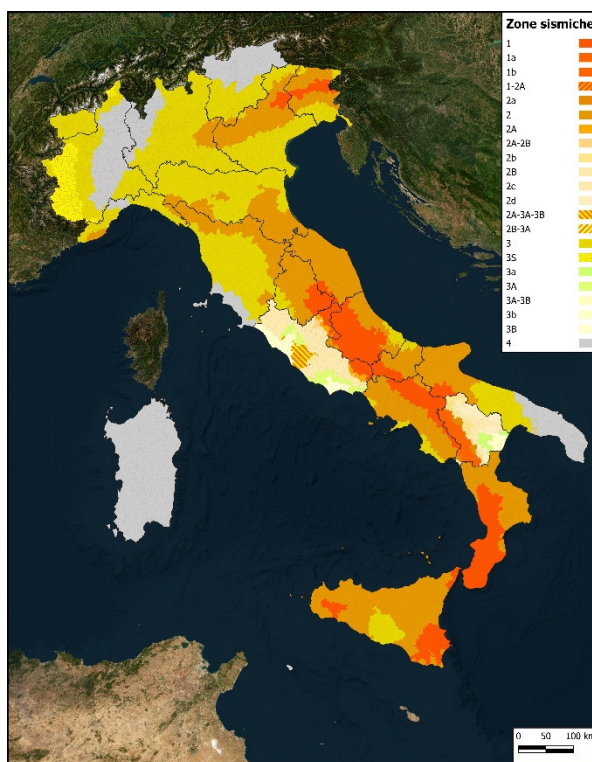 Zone sismiche
1
1a
1b
1-2A
2a
2
2A
2A-2B
2b
2B
2c
2d
2A-3A-3B
2B-3A
3
3S
3a
3A
3A-3B
3b
3B
4
0 50 100 km